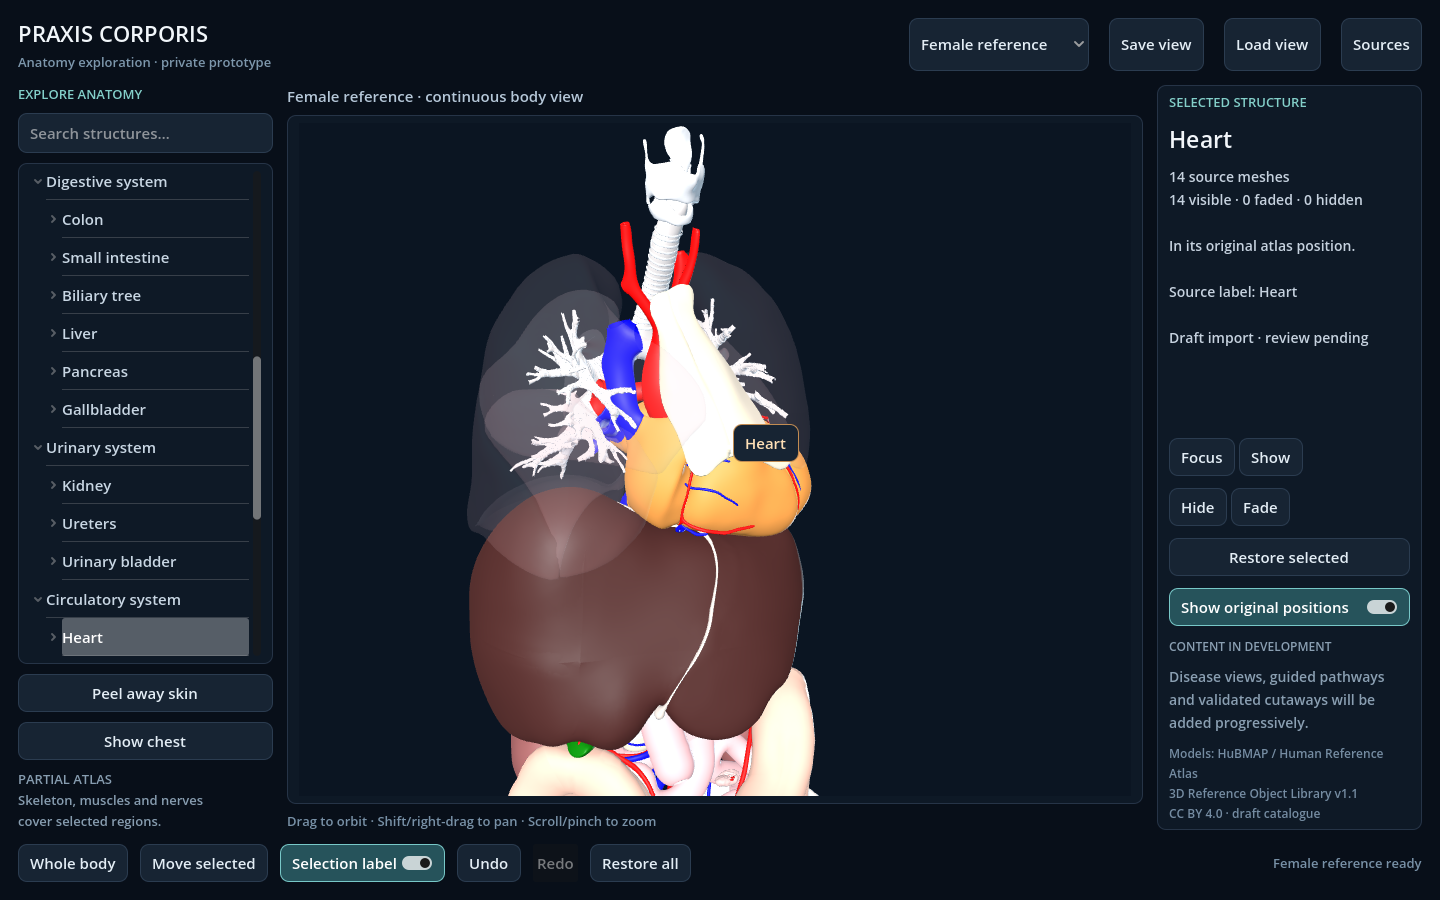 PRAXIS CORPORIS
Anatomy exploration · private prototype
Female reference
Save view
Load view
Sources
EXPLORE ANATOMY
Search structures...
Digestive system
Colon
Small intestine
Biliary tree
Liver
Pancreas
Gallbladder
Urinary system
Kidney
Ureters
Urinary bladder
Circulatory system
Heart
Peel away skin
Show chest
PARTIAL ATLAS
Skeleton, muscles and nerves
cover selected regions.
Female reference · continuous body view
Heart
Drag to orbit · Shift/right-drag to pan · Scroll/pinch to zoom
SELECTED STRUCTURE
Heart
14 source meshes
14 visible · 0 faded · 0 hidden
In its original atlas position.
Source label: Heart
Draft import · review pending
Focus
Show
Hide
Fade
Restore selected
Show original positions
CONTENT IN DEVELOPMENT
Disease views, guided pathways
and validated cutaways will be
added progressively.
Models: HuBMAP / Human Reference
Atlas
3D Reference Object Library v1.1
CC BY 4.0 · draft catalogue
Whole body
Move selected
Selection label
Undo
Redo
Restore all
Female reference ready